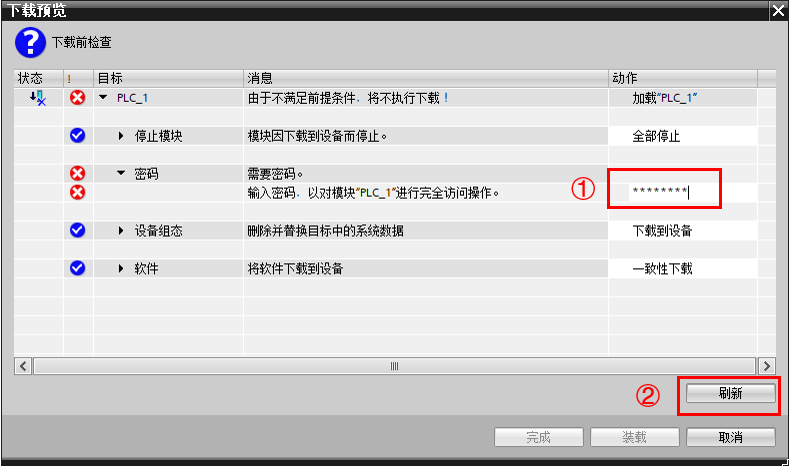 下载预览
? 下载前检查
状态 ! 目标 消息 动作
PLC_1 由于不满足前提条件，将不执行下载！ 加载"PLC_1"
停止模块 模块因下载到设备而停止。 全部停止
密码 需要密码。
输入密码，以对模块"PLC_1"进行完全访问操作。 ① ********
设备组态 删除并替换目标中的系统数据 下载到设备
软件 将软件下载到设备 一致性下载
② 刷新
完成 装载 取消